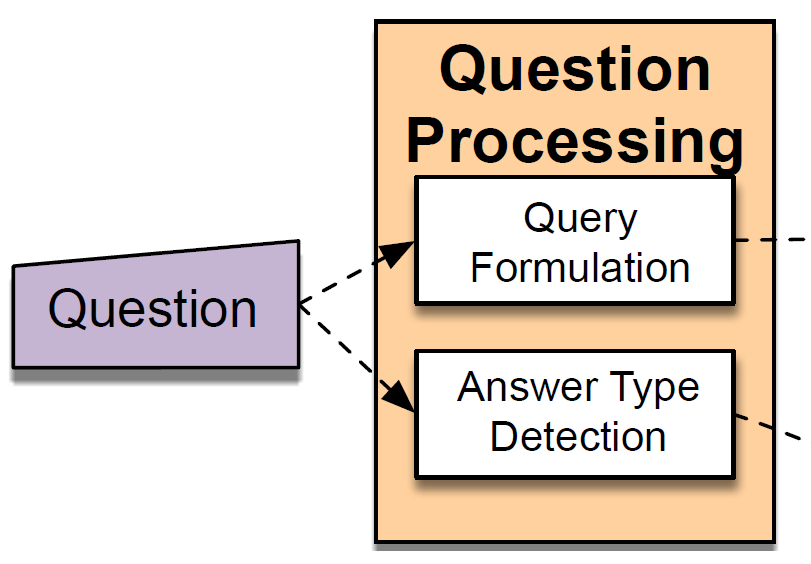 Question
Processing
Query
Formulation
Question
Answer Type
Detection